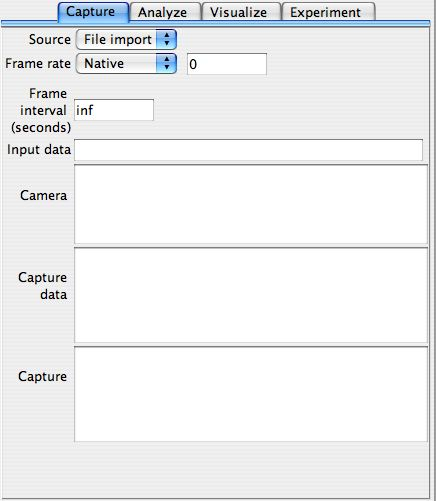 Capture Analyze Visualize Experiment
Source File import
Frame rate Native 0
Frame
interval
(seconds) inf
Input data
Camera
Capture
data
Capture